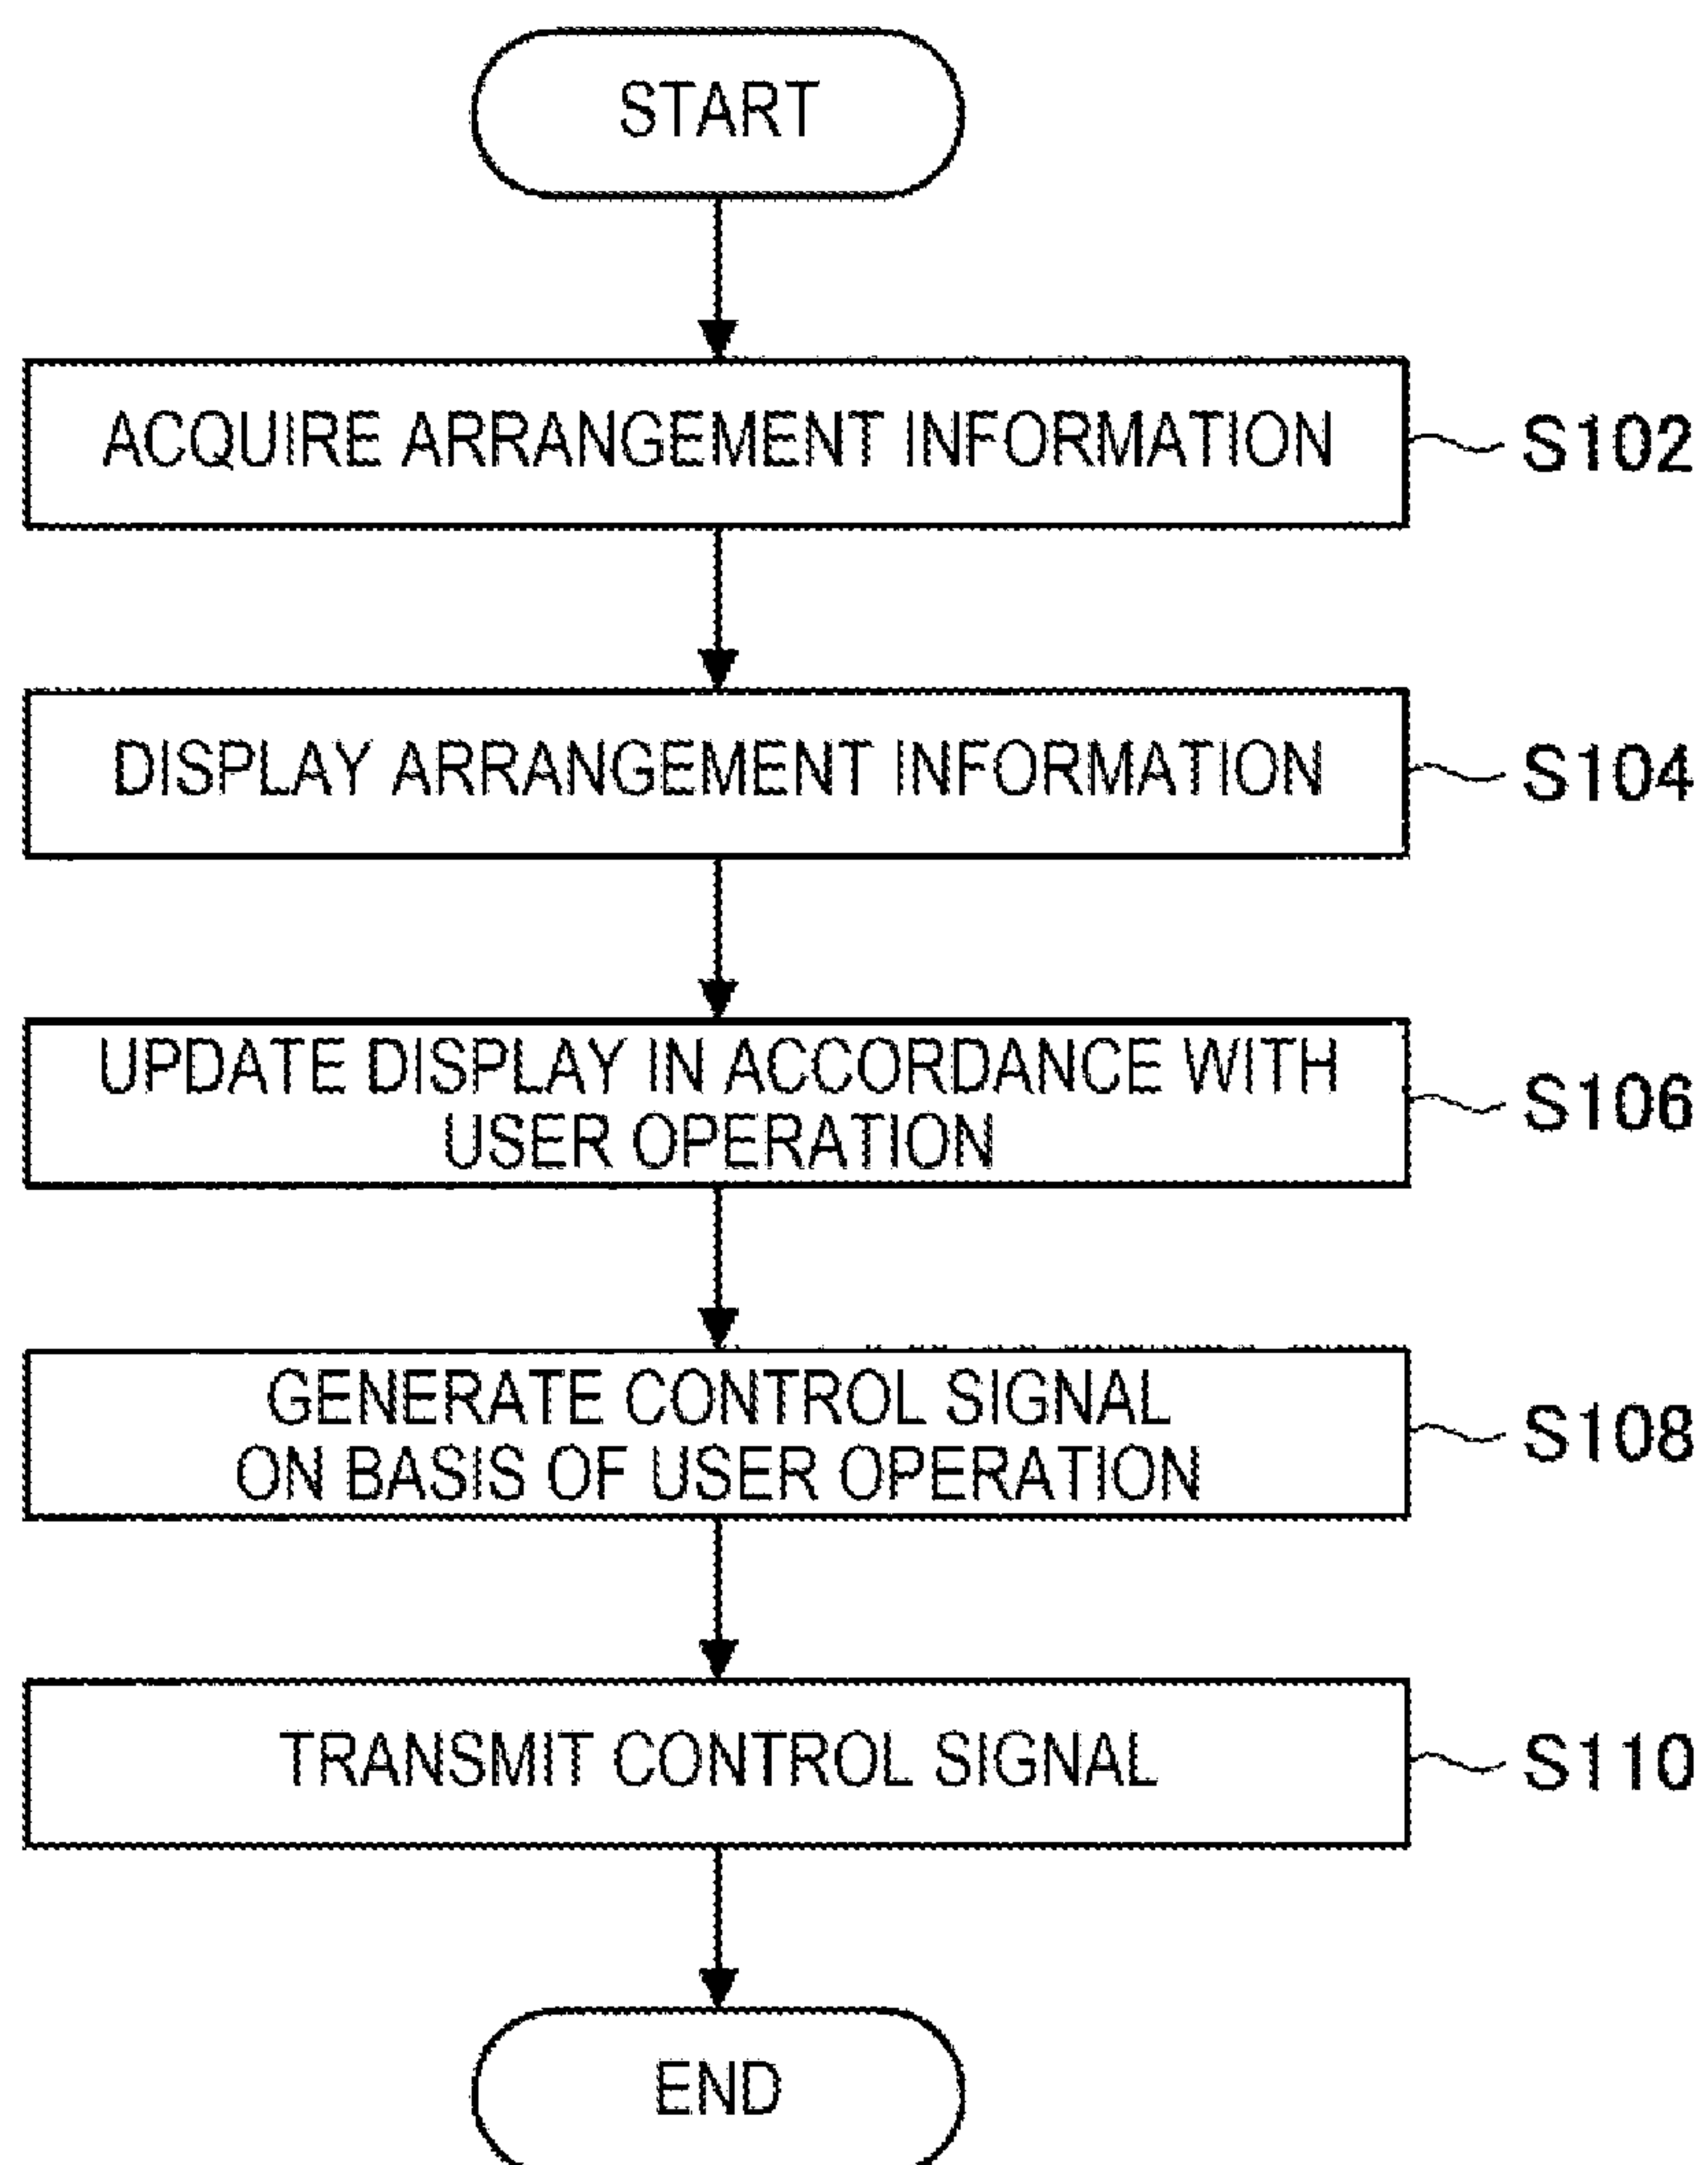 START
ACQUIRE ARRANGEMENT INFORMATION
S102
DISPLAY ARRANGEMENT INFORMATION
S104
UPDATE DISPLAY IN ACCORDANCE WITH
USER OPERATION
S106
GENERATE CONTROL SIGNAL
ON BASIS OF USER OPERATION
S108
TRANSMIT CONTROL SIGNAL
S110
END